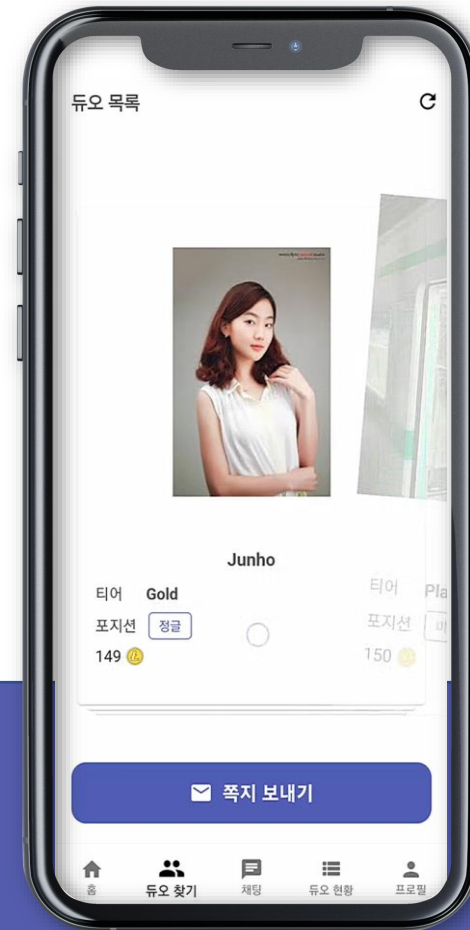 듀오 목록
Junho
티어 Gold
포지션 정글
149
티어 Pla
포지션
150
쪽지 보내기
홈
듀오 찾기
채팅
듀오 현황
프로필